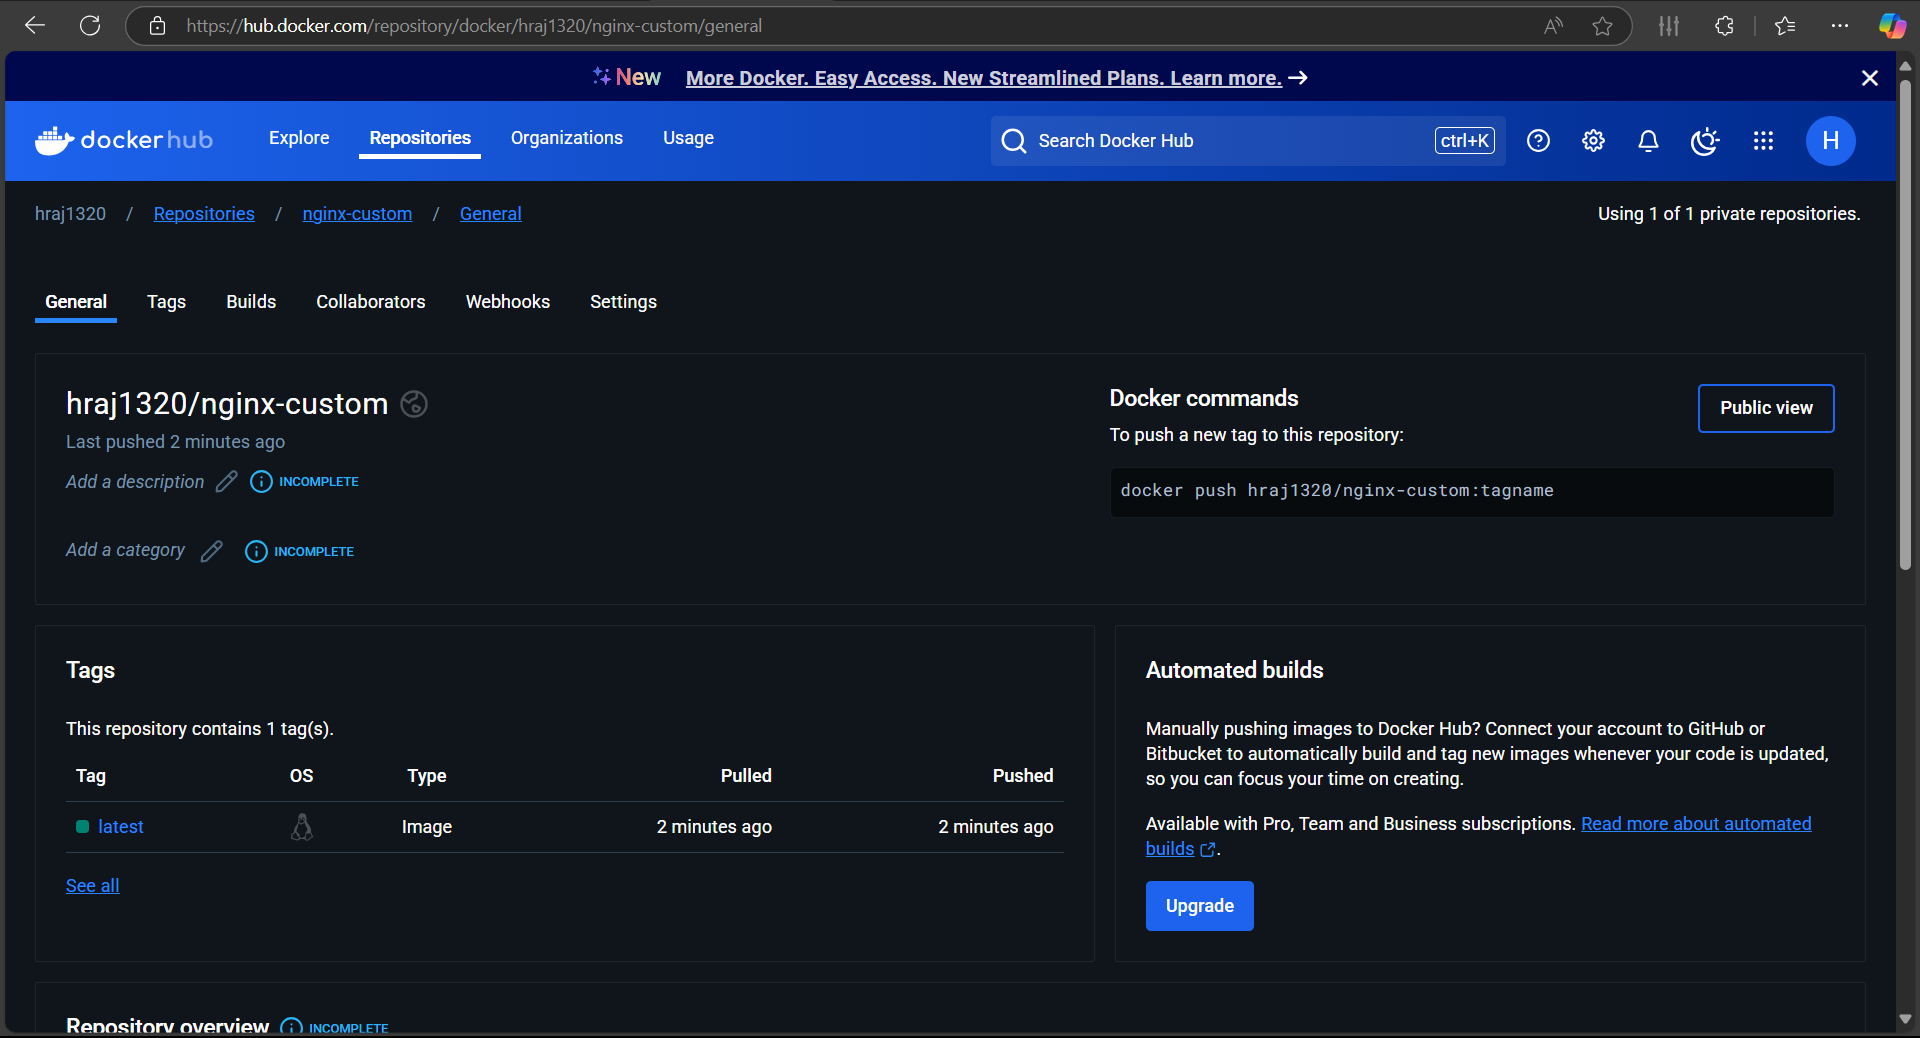 https://hub.docker.com/repository/docker/hraj1320/nginx-custom/general
New More Docker. Easy Access. New Streamlined Plans. Learn more. →
dockerhub Explore Repositories Organizations Usage Search Docker Hub ctrl+K H
hraj1320 / Repositories / nginx-custom / General
Using 1 of 1 private repositories.
General Tags Builds Collaborators Webhooks Settings
hraj1320/nginx-custom
Last pushed 2 minutes ago
Add a description INCOMPLETE
Add a category INCOMPLETE
Docker commands
Public view
To push a new tag to this repository:
docker push hraj1320/nginx-custom:tagname
Tags
This repository contains 1 tag(s).
Tag OS Type Pulled Pushed
latest Image 2 minutes ago 2 minutes ago
See all
Automated builds
Manually pushing images to Docker Hub? Connect your account to GitHub or
Bitbucket to automatically build and tag new images whenever your code is updated,
so you can focus your time on creating.
Available with Pro, Team and Business subscriptions. Read more about automated
builds.
Upgrade
Repository overview INCOMPLETE